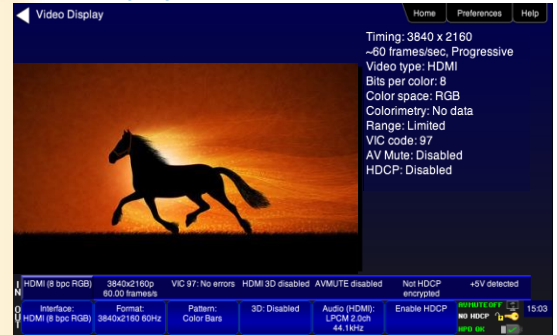 Video Display
Home
Preferences
Help
Timing: 3840 x 2160
~60 frames/sec, Progressive
Video type: HDMI
Bits per color: 8
Color space: RGB
Colorimetry: No data
Range: Limited
VIC code: 97
AV Mute: Disabled
HDCP: Disabled
IN
HDMI (8 bpc RGB)
3840x2160p
60.00 frames/s
VIC 97: No errors
HDMI 3D disabled
AVMUTE disabled
Not HDCP
encrypted
+5V detected
OUT
Interface:
HDMI (8 bpc RGB)
Format:
3840x2160 60Hz
Pattern:
Color Bars
3D: Disabled
Audio (HDMI):
LPCM 2.0ch
44.1kHz
Enable HDCP
AVMUTE OFF
NO HDCP
HPD OK
15:03